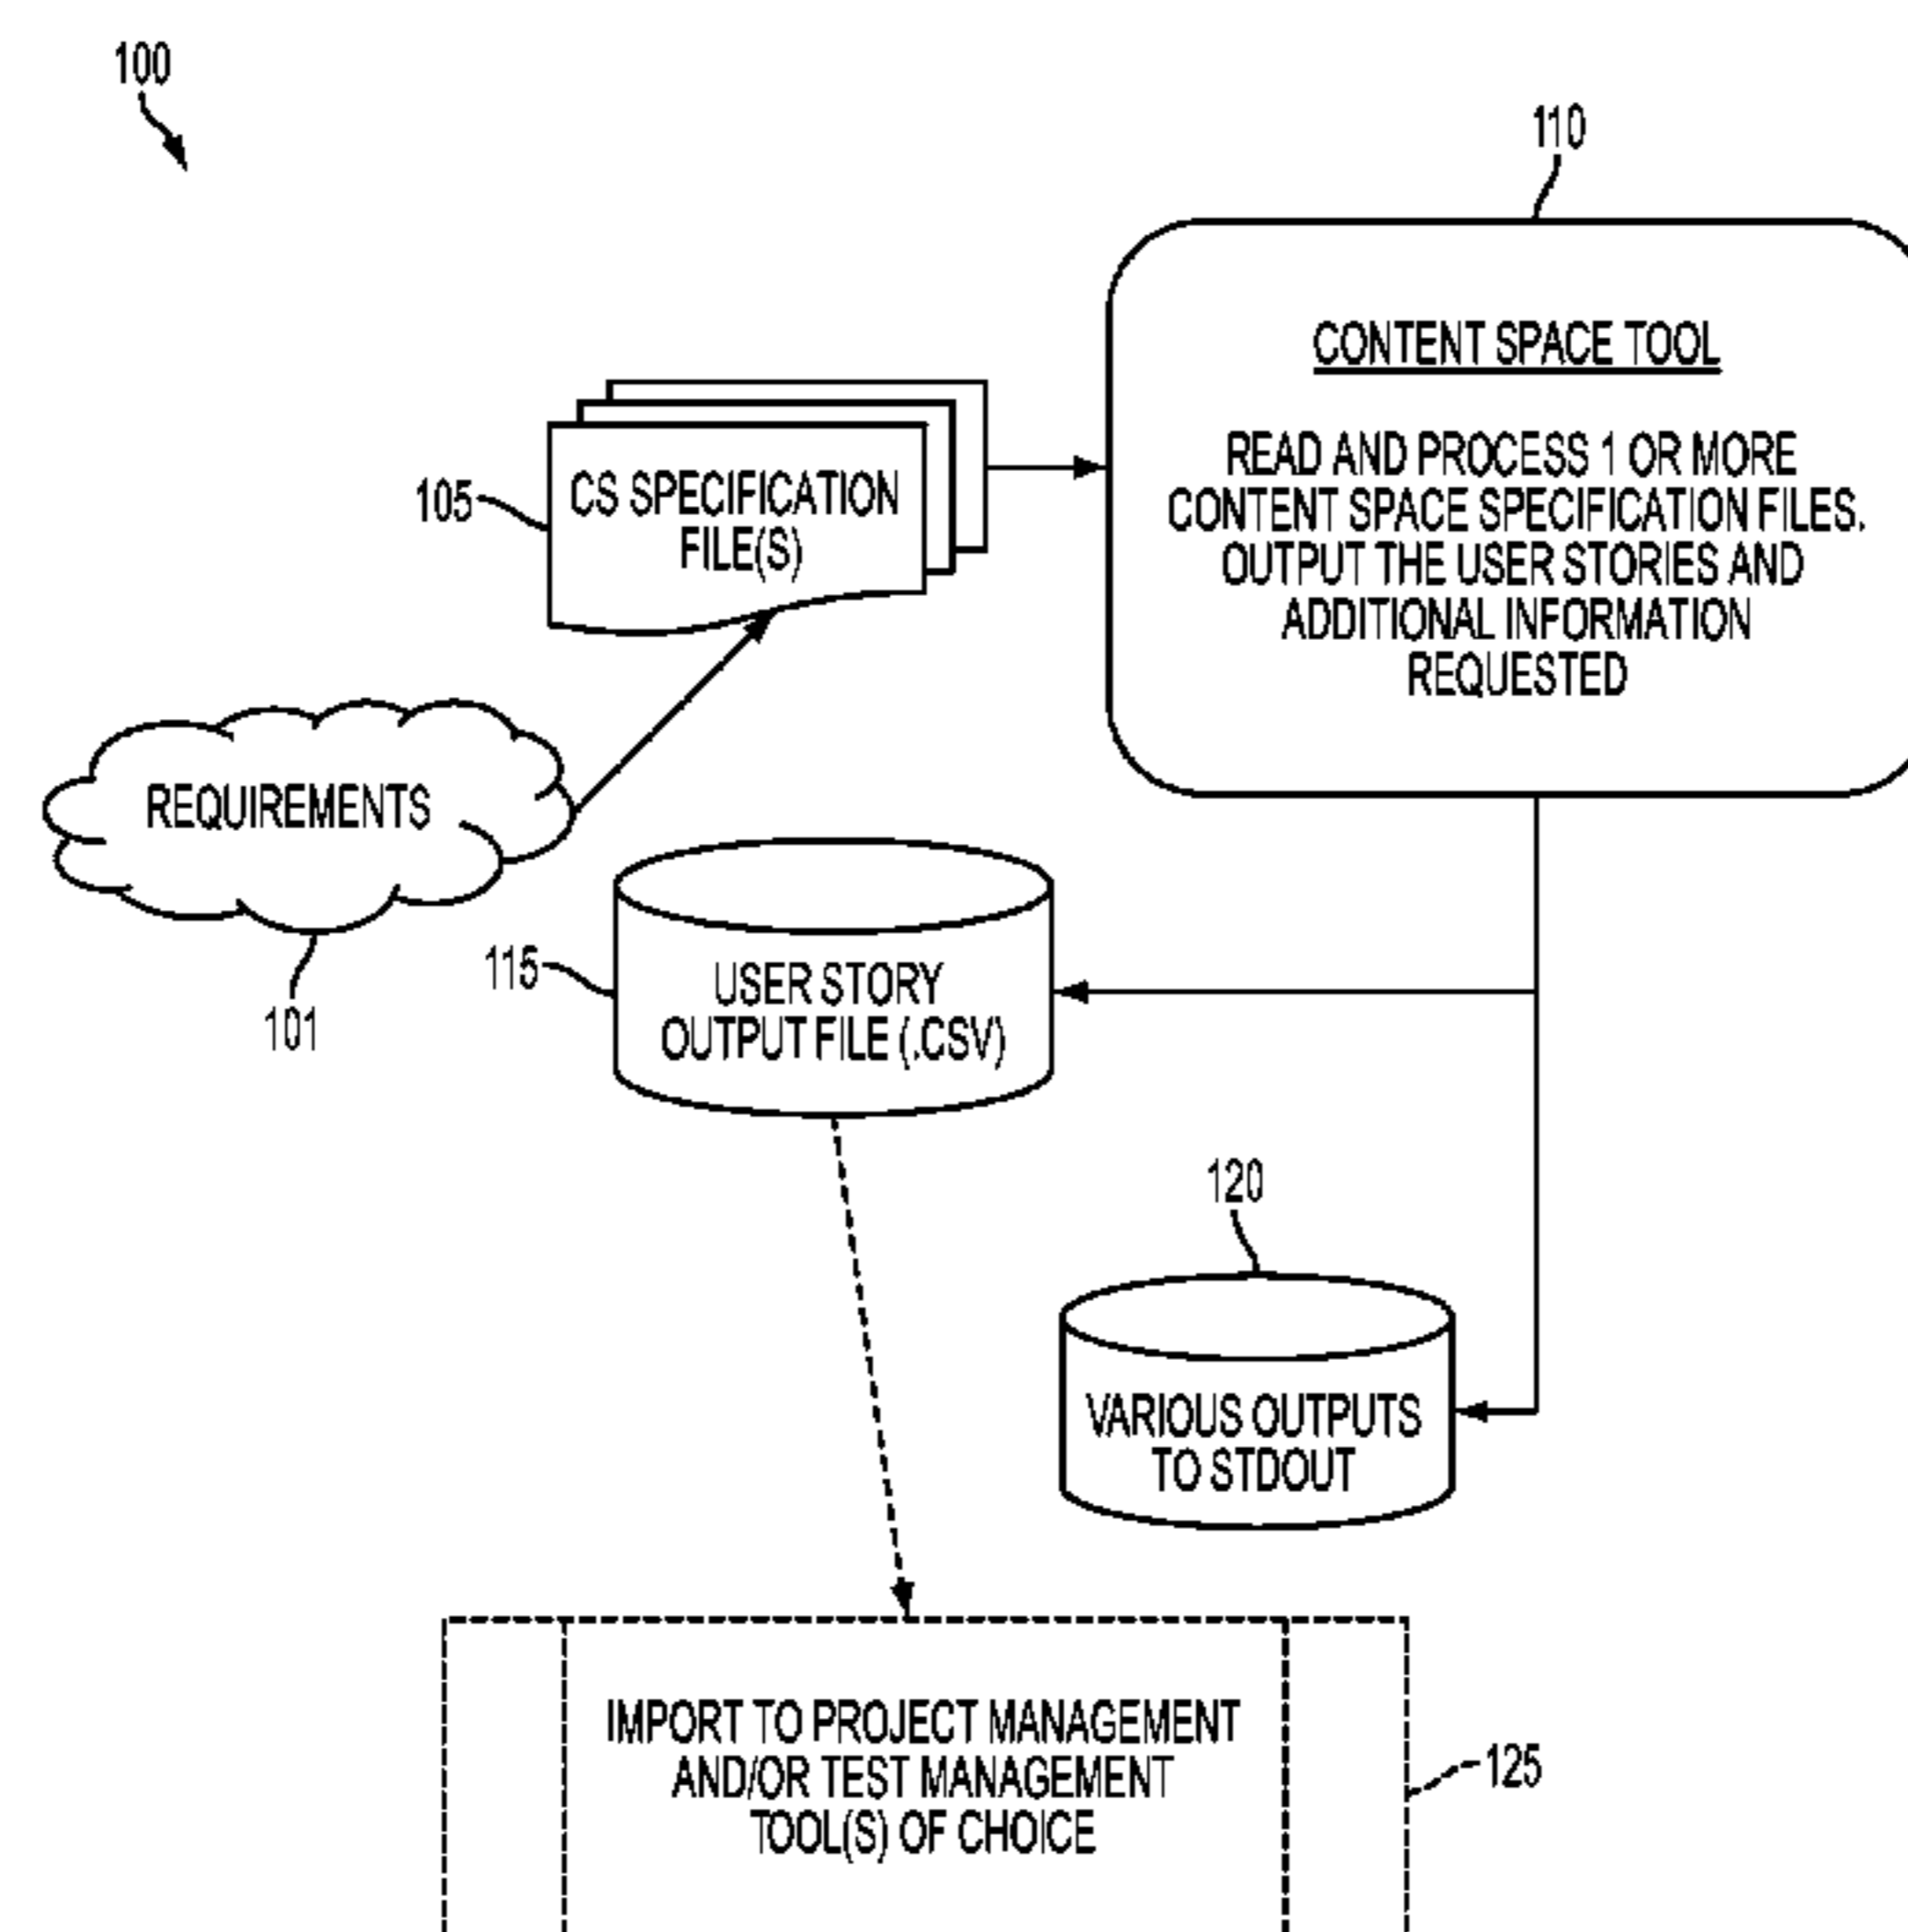 100
110
CONTENT SPACE TOOL
READ AND PROCESS 1 OR MORE
CONTENT SPACE SPECIFICATION FILES.
OUTPUT THE USER STORIES AND
ADDITIONAL INFORMATION
REQUESTED
105
CS SPECIFICATION
FILE(S)
REQUIREMENTS
101
115
USER STORY
OUTPUT FILE (.CSV)
120
VARIOUS OUTPUTS
TO STDOUT
IMPORT TO PROJECT MANAGEMENT
AND/OR TEST MANAGEMENT
TOOL(S) OF CHOICE
125